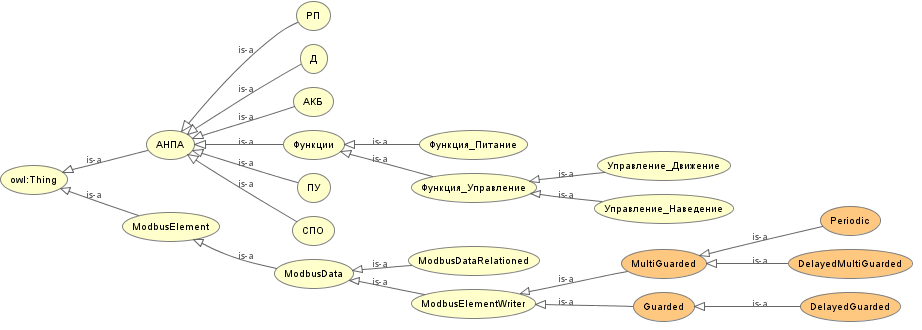 РП
is-a
Д
is-a
is-a
АКБ
is-a
АНПА
is-a
Функции
is-a
Функция_Питание
is-a
owl:Thing
is-a
is-a
ПУ
is-a
Функция_Управление
is-a
Управление_Движение
is-a
Управление_Наведение
is-a
ModbusElement
is-a
СПО
Periodic
is-a
is-a
ModbusData
is-a
ModbusDataRelationed
MultiGuarded
is-a
DelayedMultiGuarded
is-a
ModbusElementWriter
is-a
is-a
Guarded
is-a
DelayedGuarded